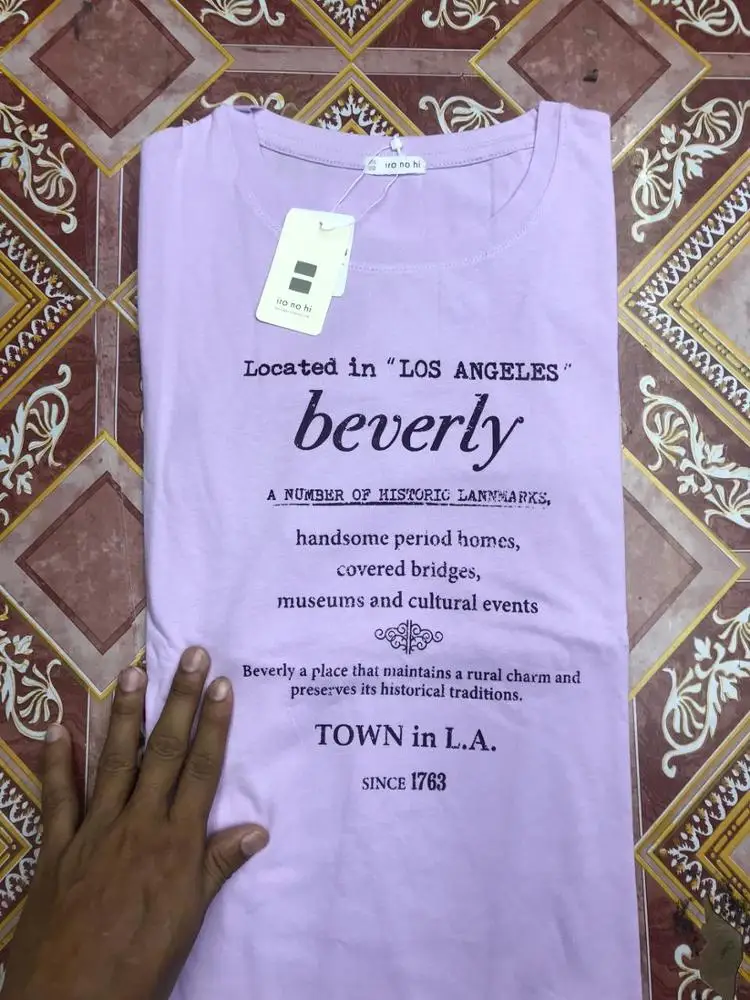 iro no hi
iro no hi
Located in "LOS ANGELES"
beverly
A NUMBER OF HISTORIC LANNMARKS,
handsome period homes,
covered bridges,
museums and cultural events
Beverly a place that maintains a rural charm and
preserves its historical traditions.
TOWN in L.A.
SINCE 1763